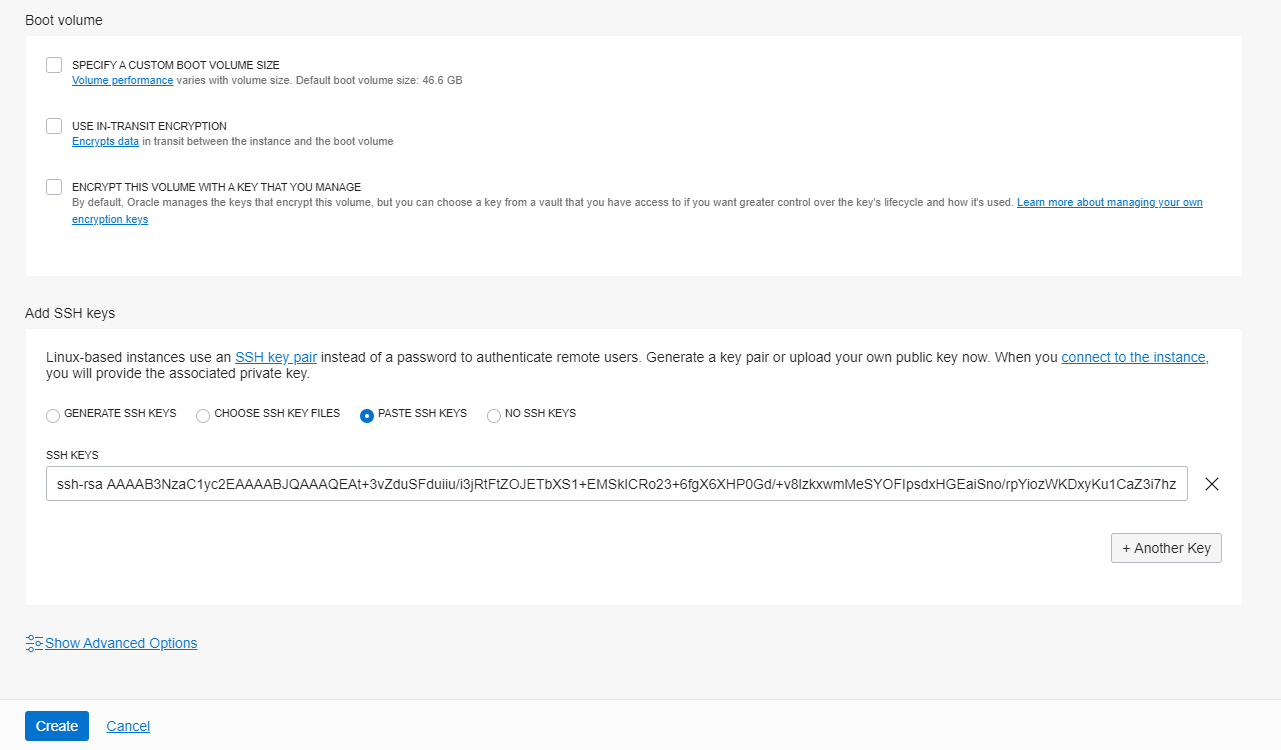 Boot volume
SPECIFY A CUSTOM BOOT VOLUME SIZE
Volume performance varies with volume size. Default boot volume size: 46.6 GB
USE IN-TRANSIT ENCRYPTION
Encrypts data in transit between the instance and the boot volume
ENCRYPT THIS VOLUME WITH A KEY THAT YOU MANAGE
By default, Oracle manages the keys that encrypt this volume, but you can choose a key from a vault that you have access to if you want greater control over the key's lifecycle and how it's used. Learn more about managing your own
encryption keys
Add SSH keys
Linux-based instances use an SSH key pair instead of a password to authenticate remote users. Generate a key pair or upload your own public key now. When you connect to the instance,
you will provide the associated private key.
GENERATE SSH KEYS CHOOSE SSH KEY FILES PASTE SSH KEYS NO SSH KEYS
SSH KEYS
ssh-rsa AAAAB3NzaC1yc2EAAAABJQAAAQEAt+3vZduSFduiiu/i3jRtFtZOJETbXS1+EMSkICRo23+6fgX6XHP0Gd/+v8IzkxwmMeSYOFIpsdxHGEaiSno/rpYiozWKDxyKu1CaZ3i7hz
+ Another Key
Show Advanced Options
Create Cancel